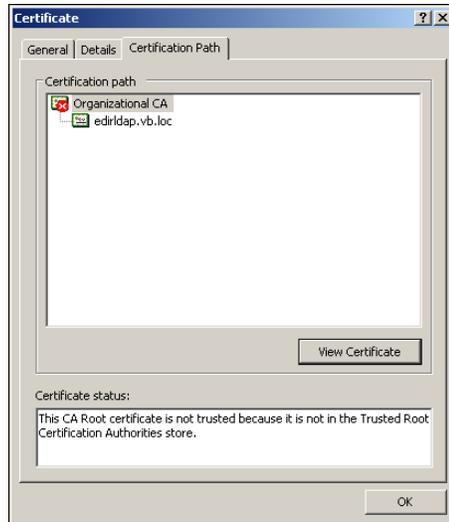 Certificate
General Details Certification Path
Certification path
Organizational CA
edirldap.vb.loc
View Certificate
Certificate status:
This CA Root certificate is not trusted because it is not in the Trusted Root
Certification Authorities store.
OK